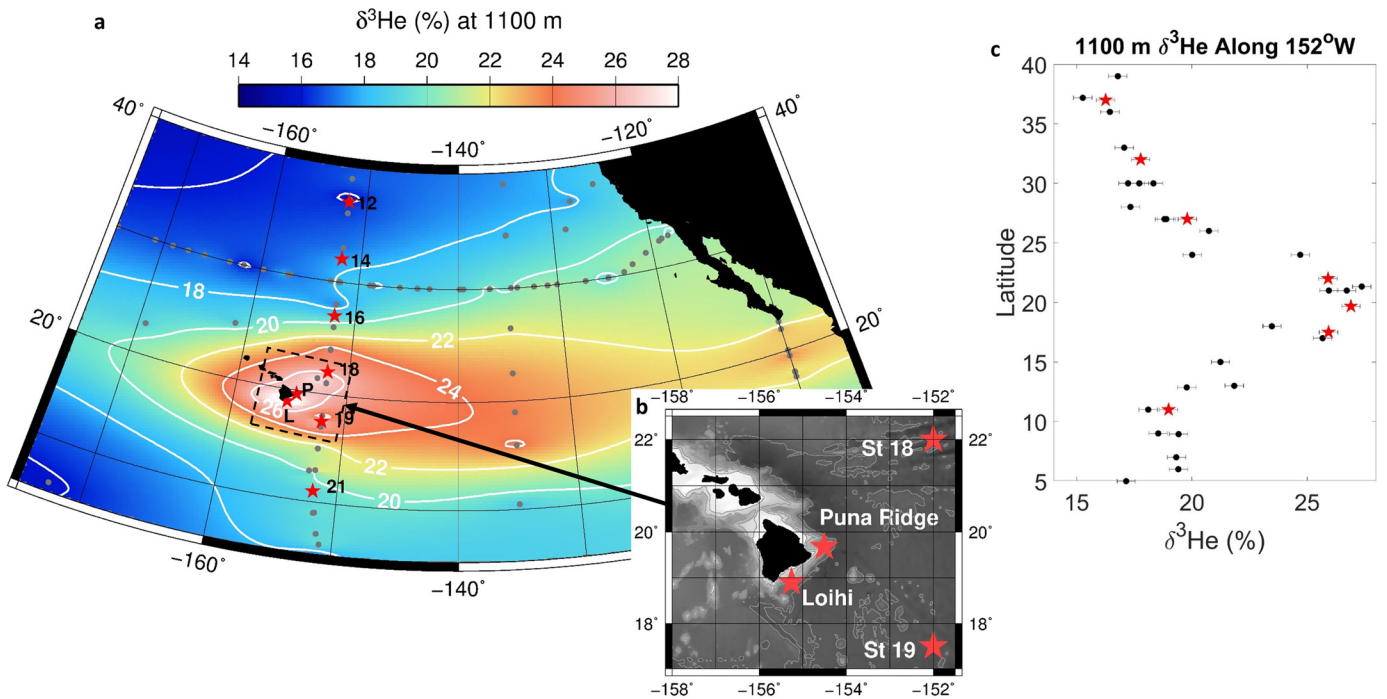 a
δ³He (%) at 1100 m
14 16 18 20 22 24 26 28
40˚ −160˚ −140˚ −120˚ 40˚
12
14
18
16
20˚ 20 22 20˚
18
P 24
26 L
19
22
21 20
−160˚
−140˚
b
−158˚ −156˚ −154˚ −152˚
22˚ St 18 22˚
Puna Ridge
20˚ 20˚
Loihi
18˚ 18˚
St 19
−158˚ −156˚ −154˚ −152˚
c
1100 m δ³He Along 152°W
40
35
30
25
20
15
10
5
Latitude
15 20 25
δ³He (%)